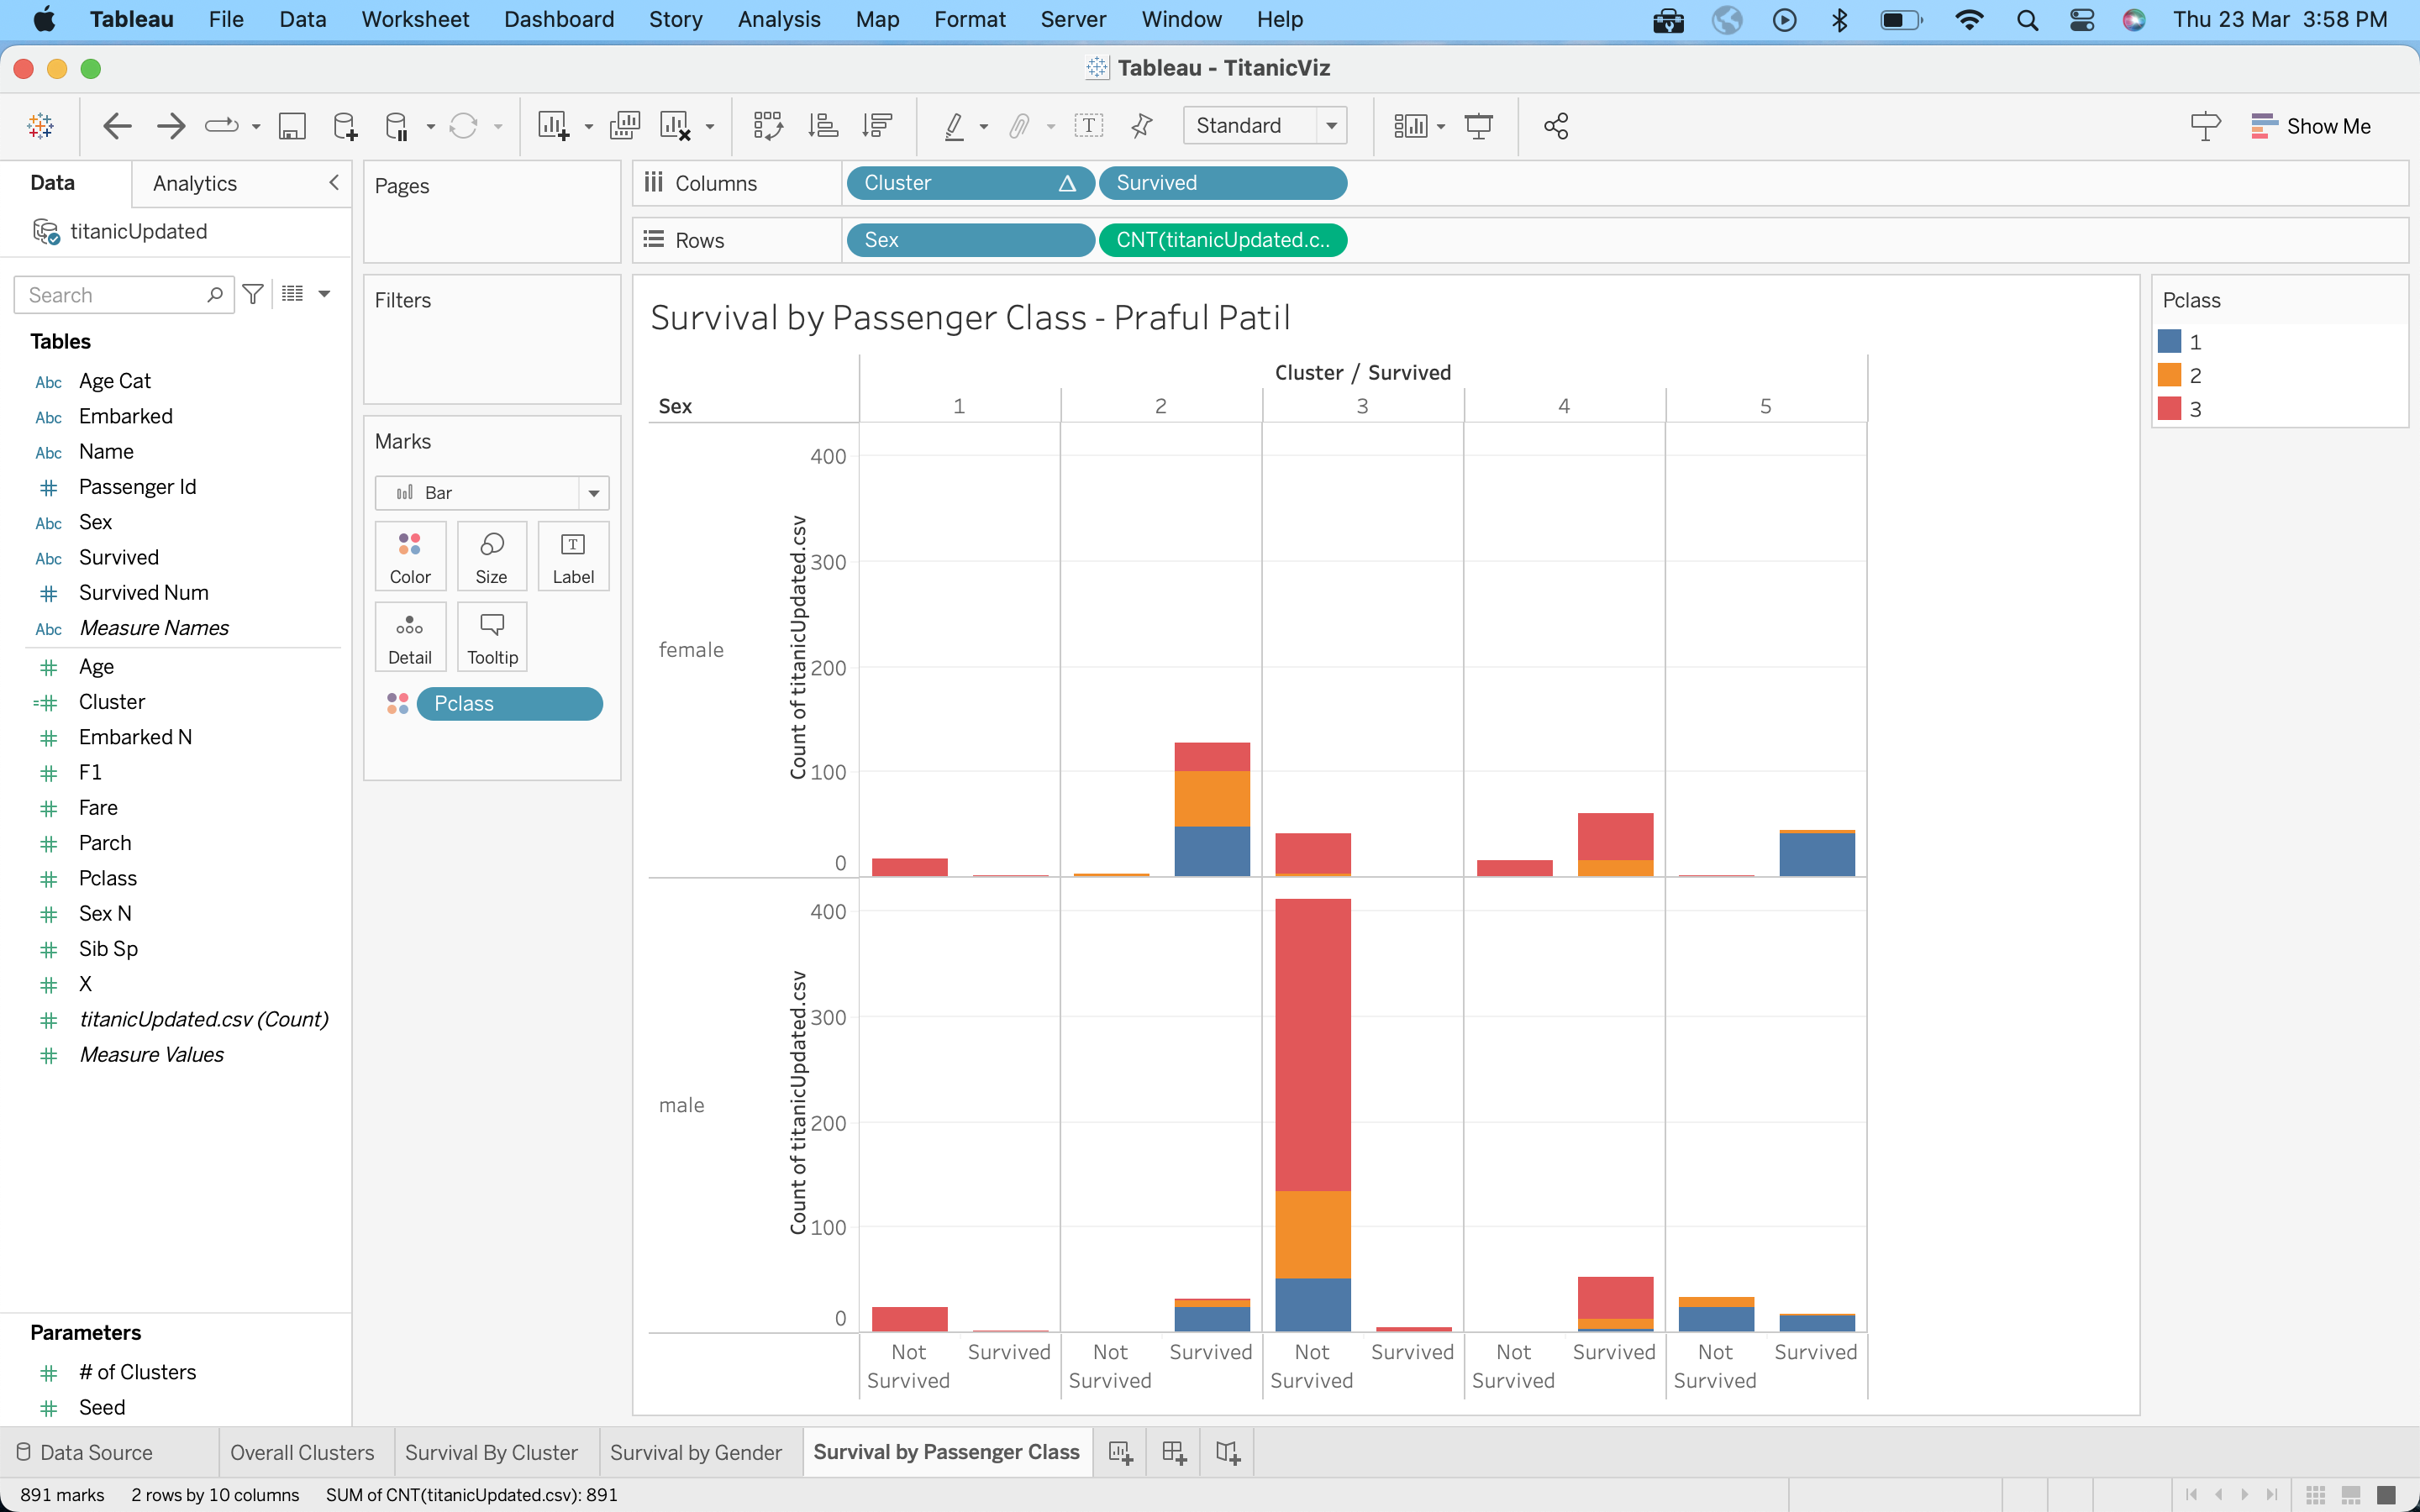 Tableau File Data Worksheet Dashboard Story Analysis Map Format Server Window Help Thu 23 Mar 3:58 PM
Tableau - TitanicViz
Standard Show Me
Data Analytics
titanicUpdated
Search
Tables
Abc Age Cat
Abc Embarked
Abc Name
# Passenger Id
Abc Sex
Abc Survived
# Survived Num
Abc Measure Names
# Age
=# Cluster
# Embarked N
# F1
# Fare
# Parch
# Pclass
# Sex N
# Sib Sp
# X
# titanicUpdated.csv (Count)
# Measure Values
Parameters
# # of Clusters
# Seed
Pages
Filters
Marks
Bar
Color Size Label
Detail Tooltip
Pclass
Columns Cluster Δ Survived
Rows Sex CNT(titanicUpdated.c..
Survival by Passenger Class - Praful Patil
Cluster / Survived
Sex 1 2 3 4 5
female
Count of titanicUpdated.csv
400
300
200
100
0
male
Count of titanicUpdated.csv
400
300
200
100
0
Not Survived Survived Not Survived Survived Not Survived Survived Not Survived Survived Not Survived Survived
Pclass
1
2
3
Data Source Overall Clusters Survival By Cluster Survival by Gender Survival by Passenger Class
891 marks 2 rows by 10 columns SUM of CNT(titanicUpdated.csv): 891